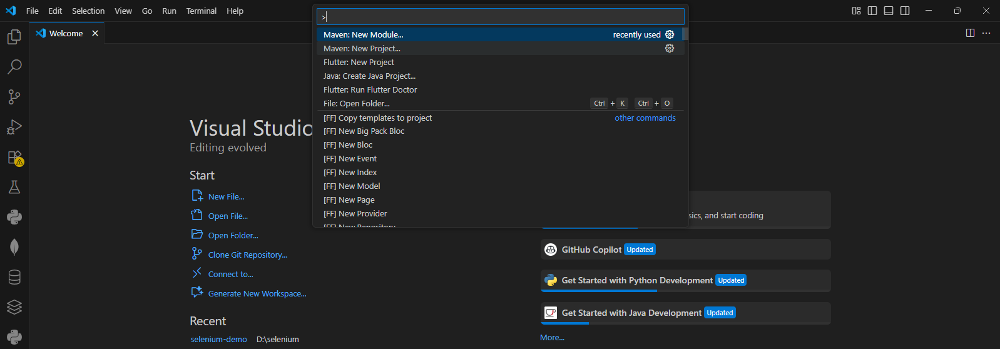 File Edit Selection View Go Run Terminal Help
>
Welcome
Maven: New Module... recently used
Maven: New Project...
Flutter: New Project
Java: Create Java Project...
Flutter: Run Flutter Doctor
File: Open Folder... Ctrl + K Ctrl + O
[FF] Copy templates to project other commands
[FF] New Big Pack Bloc
[FF] New Bloc
[FF] New Event
[FF] New Index
[FF] New Model
[FF] New Page
[FF] New Provider
[FF] New Repository
Visual Studio
Editing evolved
Start
New File...
Open File...
Open Folder...
Clone Git Repository...
Connect to...
Generate New Workspace...
Recent
selenium-demo D:\selenium
sics, and start coding
GitHub Copilot Updated
Get Started with Python Development Updated
Get Started with Java Development Updated
More...